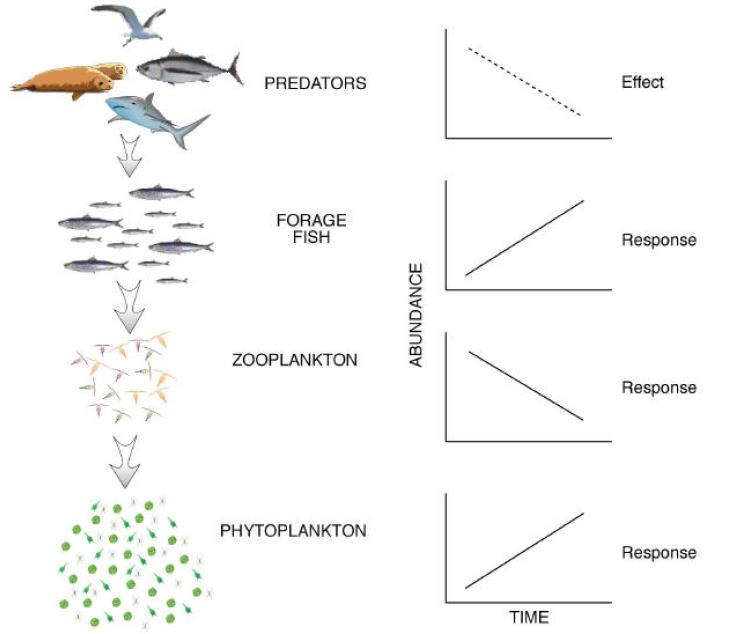 PREDATORS
Effect
FORAGE
FISH
Response
ABUNDANCE
ZOOPLANKTON
Response
PHYTOPLANKTON
Response
TIME